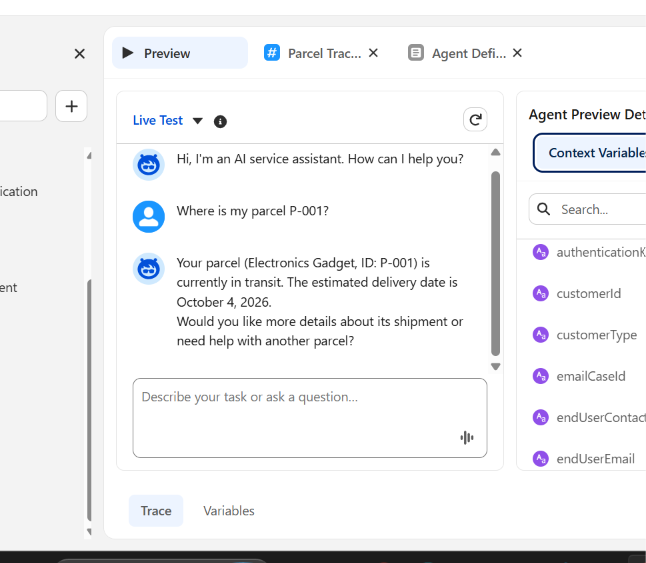 Preview
Parcel Trac...
Agent Defi...
Live Test
Agent Preview Det
Context Variable
Hi, I'm an AI service assistant. How can I help you?
Where is my parcel P-001?
Your parcel (Electronics Gadget, ID: P-001) is
currently in transit. The estimated delivery date is
October 4, 2026.
Would you like more details about its shipment or
need help with another parcel?
Describe your task or ask a question...
Search...
authenticationK
customerId
customerType
emailCaseId
endUserContact
endUserEmail
ication
ent
Trace
Variables